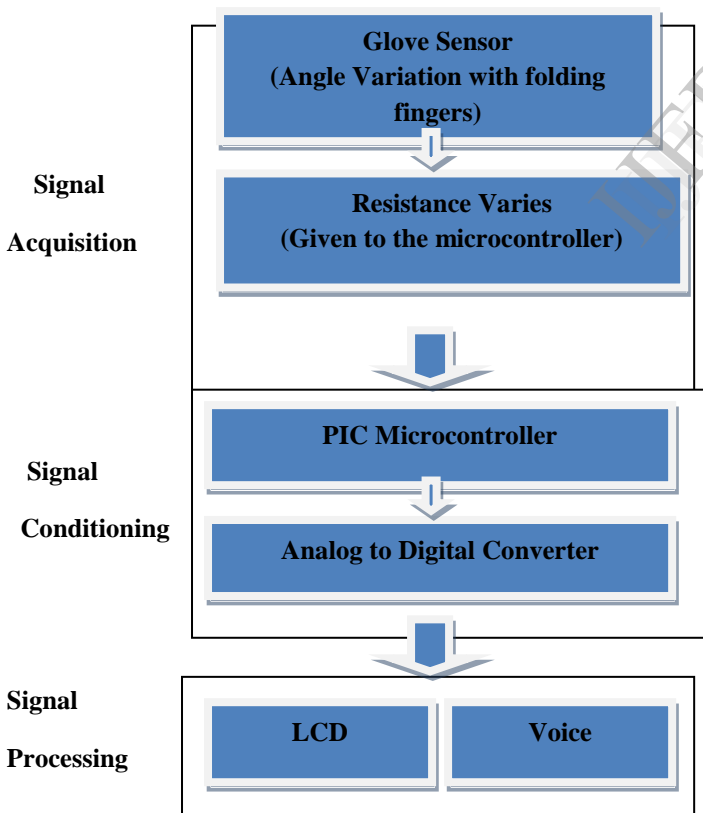 Glove Sensor
(Angle Variation with folding
fingers)
Signal
Acquisition
Resistance Varies
(Given to the microcontroller)
PIC Microcontroller
Signal
Conditioning
Analog to Digital Converter
Signal
Processing
LCD
Voice